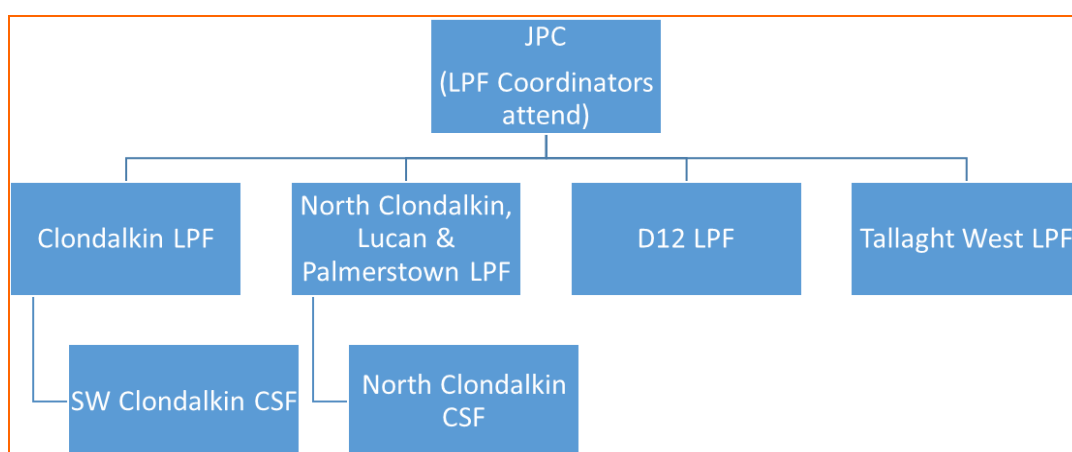 JPC
(LPF Coordinators
attend)
Clondalkin LPF
North Clondalkin,
Lucan &
Palmerstown LPF
D12 LPF
Tallaght West LPF
SW Clondalkin CSF
North Clondalkin
CSF